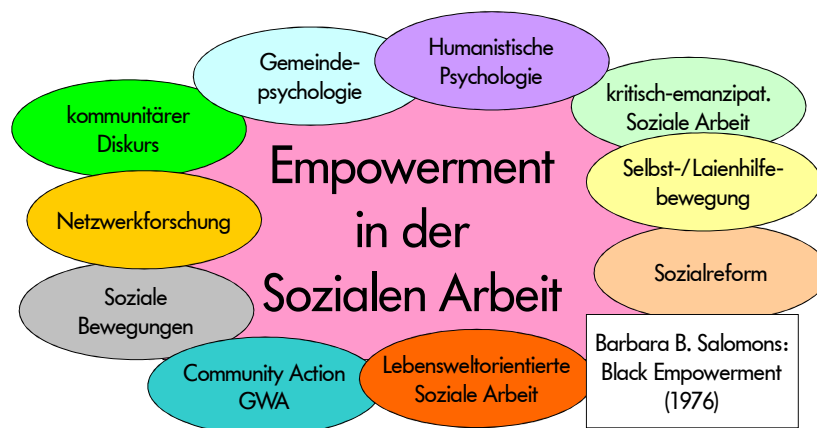 Humanistische
Psychologie
Gemeinde-
psychologie
kritisch-emanzipat.
Soziale Arbeit
kommunitärer
Diskurs
Empowerment
in der
Sozialen Arbeit
Selbst-/Laienhilfe-
bewegung
Netzwerkforschung
Sozialreform
Soziale
Bewegungen
Barbara B. Salomons:
Black Empowerment
(1976)
Community Action
GWA
Lebensweltorientierte
Soziale Arbeit